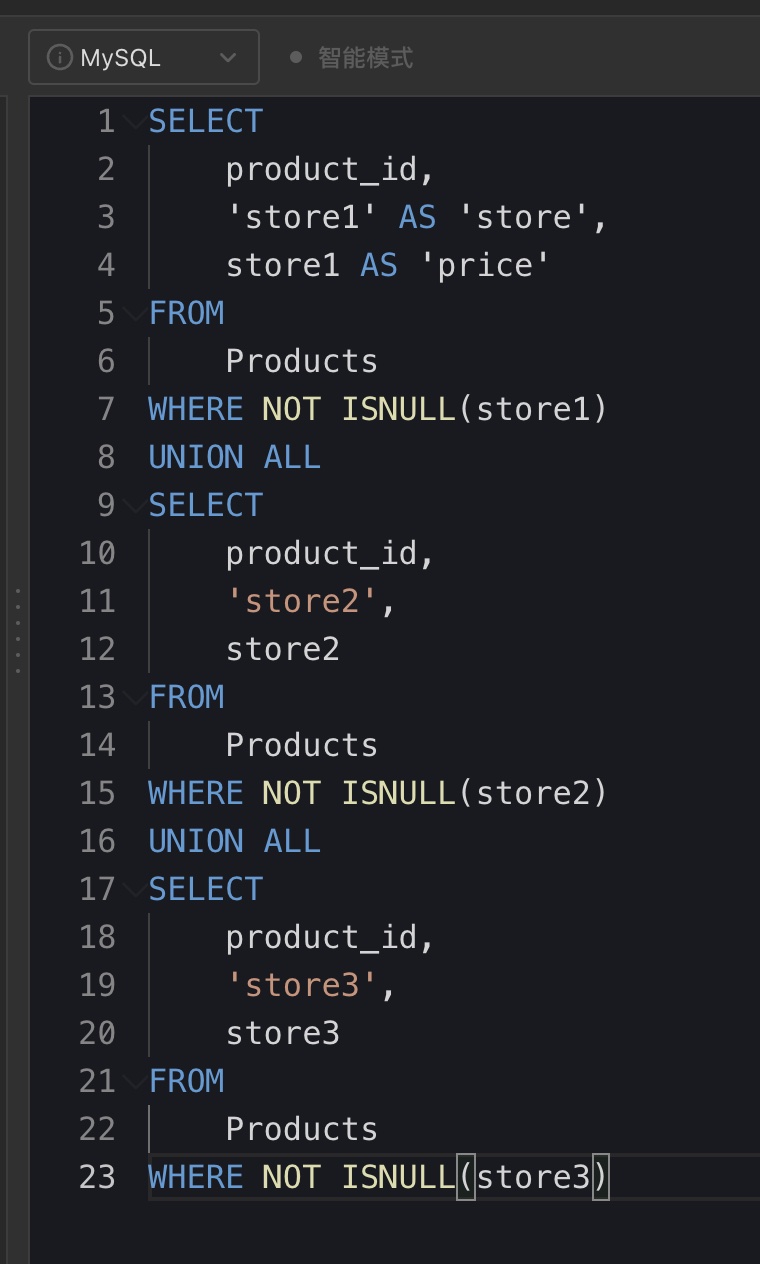 MySQL 智能模式
1 SELECT
2 product_id,
3 'store1' AS 'store',
4 store1 AS 'price'
5 FROM
6 Products
7 WHERE NOT ISNULL(store1)
8 UNION ALL
9 SELECT
10 product_id,
11 'store2',
12 store2
13 FROM
14 Products
15 WHERE NOT ISNULL(store2)
16 UNION ALL
17 SELECT
18 product_id,
19 'store3',
20 store3
21 FROM
22 Products
23 WHERE NOT ISNULL(store3)